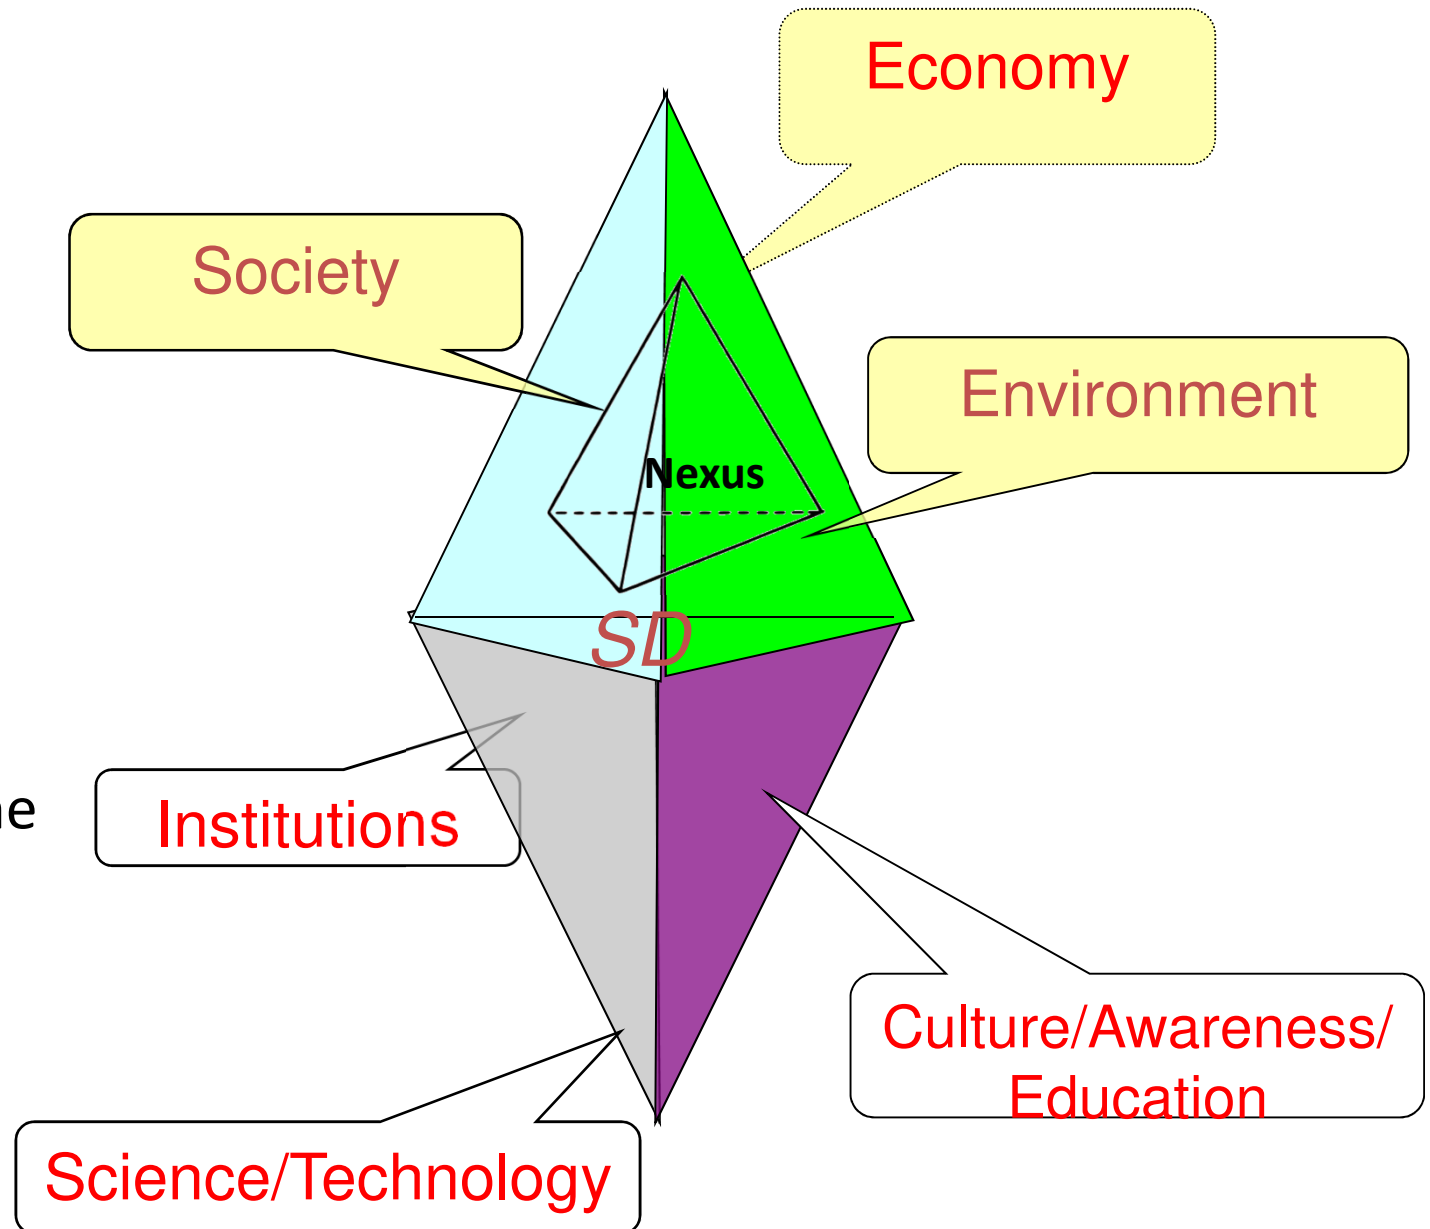 Economy
Society
Environment
Nexus
SD
Institutions
Culture/Awareness/
Education
Science/Technology